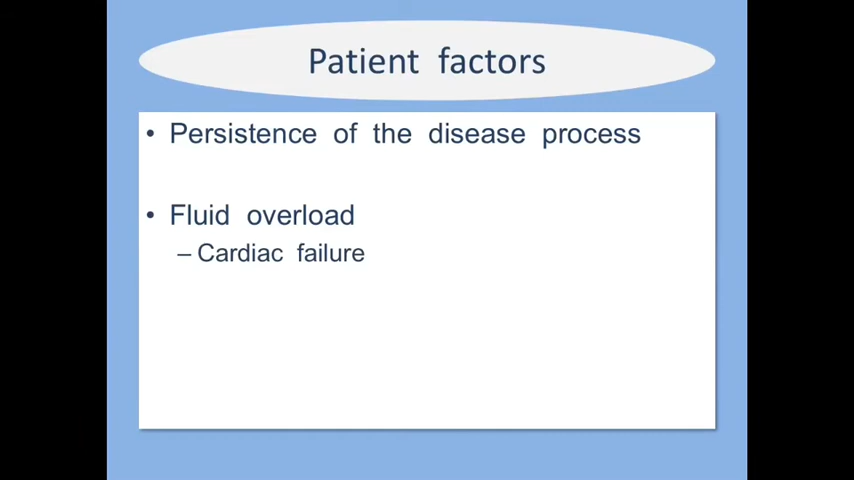 Patient factors
• Persistence of the disease process
• Fluid overload
– Cardiac failure